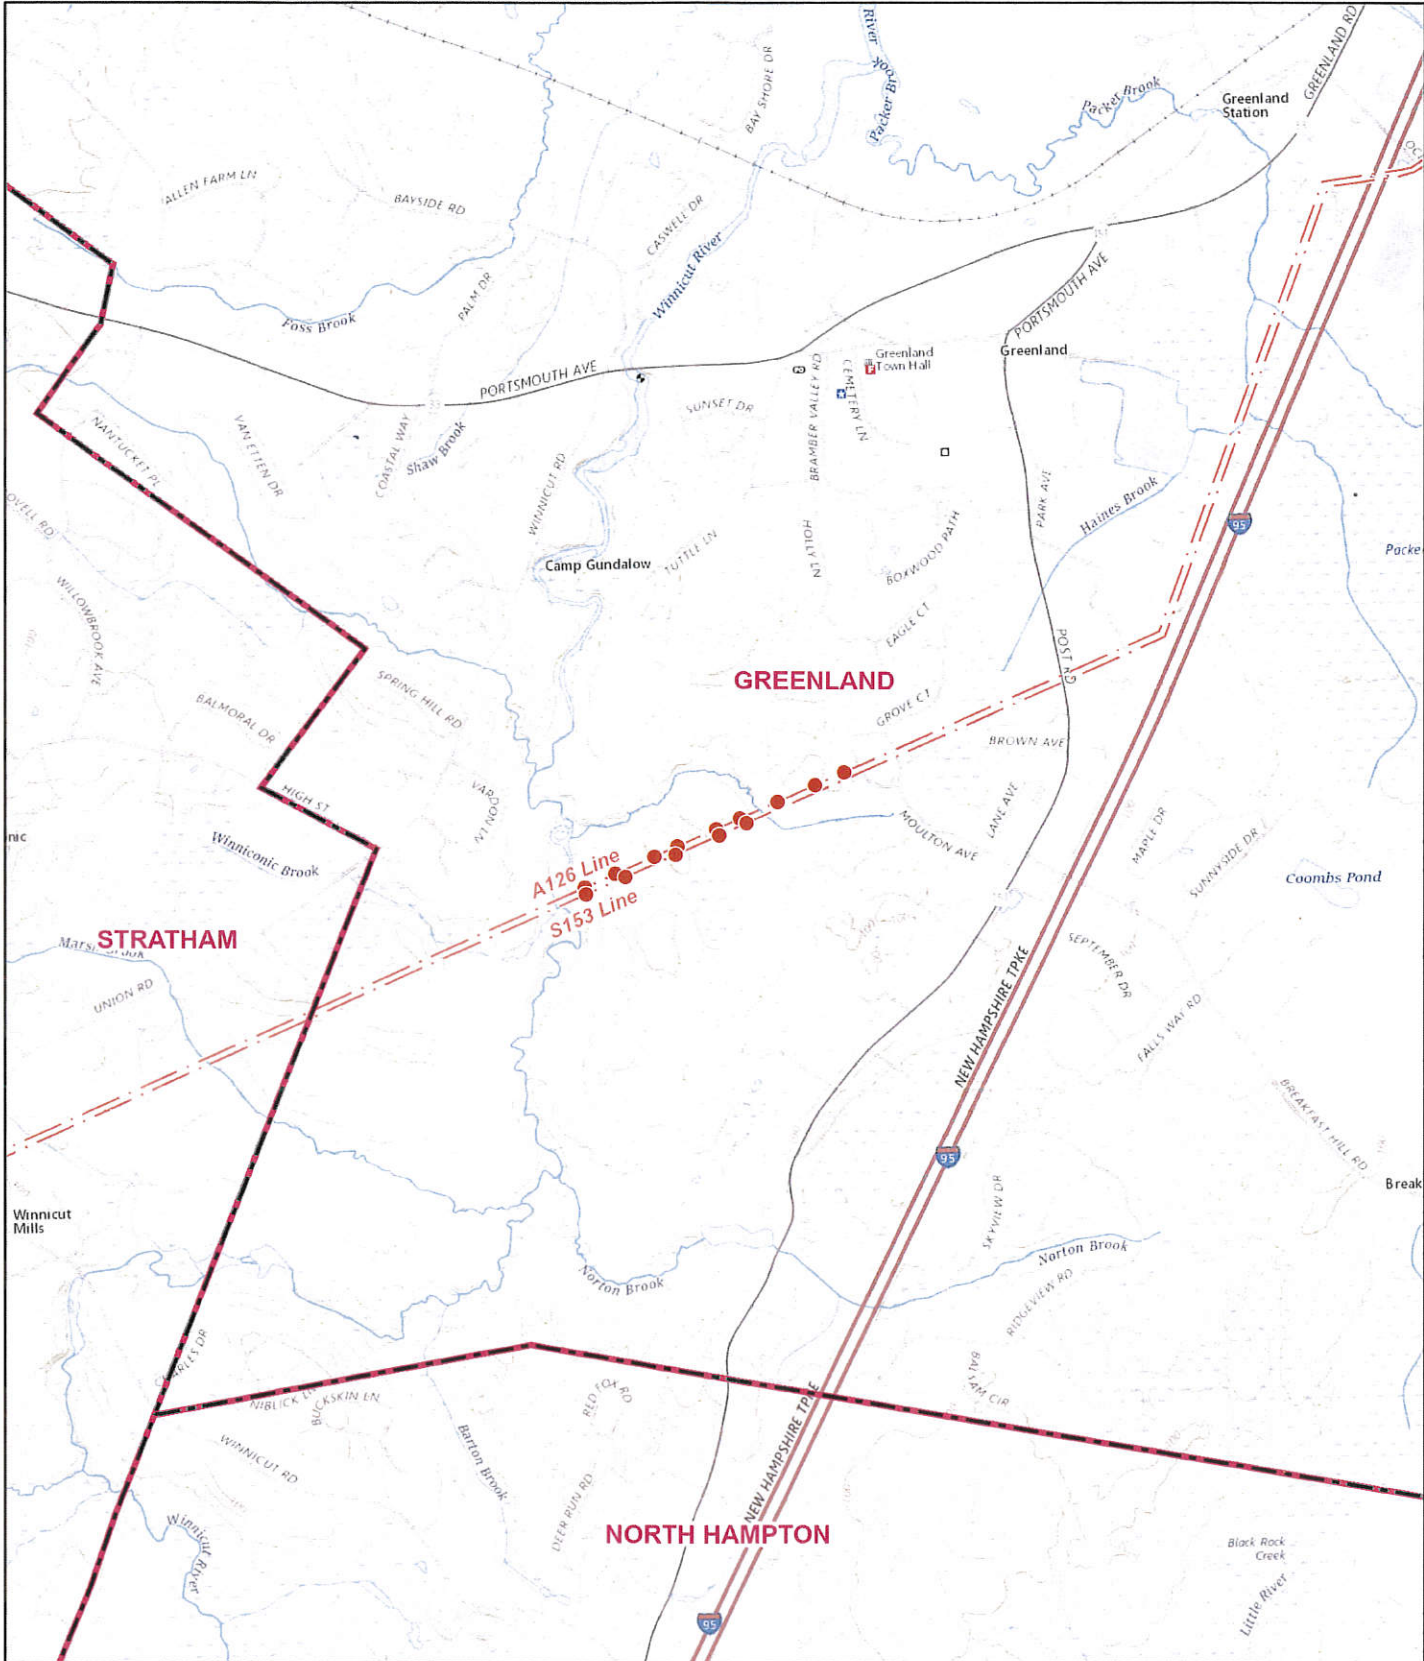 River
Packer Brook
BAY SHORE DR
Packer Brook
Greenland
Station
GREENLAND RD
ALLEN FARM LN
BAYSIDE RD
CASWELL DR
Winnicut River
PALM DR
Foss Brook
PORTSMOUTH AVE
PORTSMOUTH AVE
Greenland
Town Hall
Greenland
F
CEMETERY LN
BRAMBER VALLEY RD
SUNSET DR
NANTUCKET PL
VAN ETTEN DR
COASTAL WAY
Shaw Brook
WINNICUT RD
OVELL RD
HOLLY LN
BOXWOOD PATH
PARK AVE
Haines Brook
95
Packe
Camp Gundalow
TUTTLE LN
WILLOWBROOK AVE
EAGLE CT
POST RD
GREENLAND
SPRING HILL RD
BALMORAL DR
GROVE CT
BROWN AVE
HIGH ST
VARDON LN
LANE AVE
MOULTON AVE
MAPLE DR
SUNNYSIDE DR
nic
Winniconic Brook
A126 Line
S153 Line
Coombs Pond
STRATHAM
UNION RD
SEPTEMBER DR
NEW HAMPSHIRE TPKE
FALLS WAY RD
BREAKFAST HILL RD
95
Break
Winnicut
Mills
SKYVIEW DR
Norton Brook
Norton Brook
RIDGEVIEW RD
BALSAM CIR
NIBLICK LN
BUCKSKIN LN
RED FOX RD
WINNICUT RD
Barton Brook
DEER RUN RD
NEW HAMPSHIRE TPKE
NORTH HAMPTON
Winnicut River
Black Rock
Creek
Little River
95